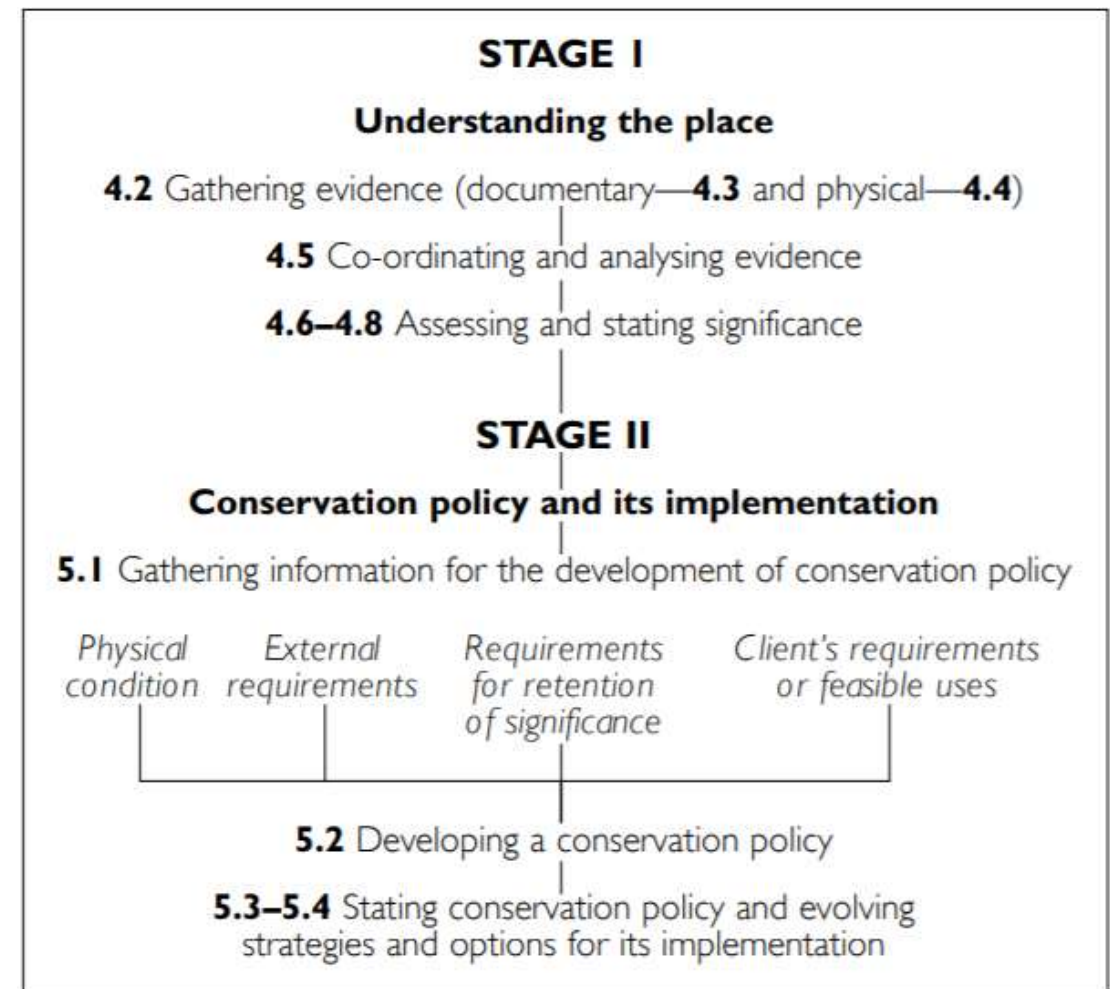 STAGE I
Understanding the place
4.2 Gathering evidence (documentary—4.3 and physical—4.4)
4.5 Co-ordinating and analysing evidence
4.6–4.8 Assessing and stating significance
STAGE II
Conservation policy and its implementation
5.1 Gathering information for the development of conservation policy
Physical
condition
External
requirements
Requirements
for retention
of significance
Client's requirements
or feasible uses
5.2 Developing a conservation policy
5.3–5.4 Stating conservation policy and evolving
strategies and options for its implementation